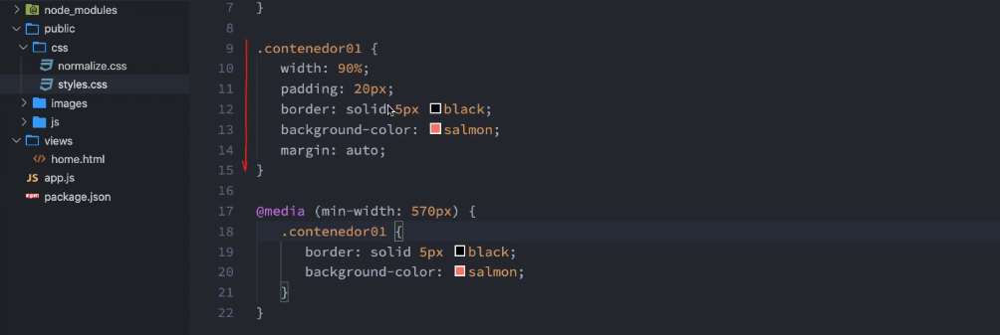 node_modules
public
css
normalize.css
styles.css
images
js
views
home.html
JS app.js
package.json
7 }
8
9 .contenedor01 {
10 width: 90%;
11 padding: 20px;
12 border: solid 5px black;
13 background-color: salmon;
14 margin: auto;
15 }
16
17 @media (min-width: 570px) {
18 .contenedor01 {
19 border: solid 5px black;
20 background-color: salmon;
21 }
22 }